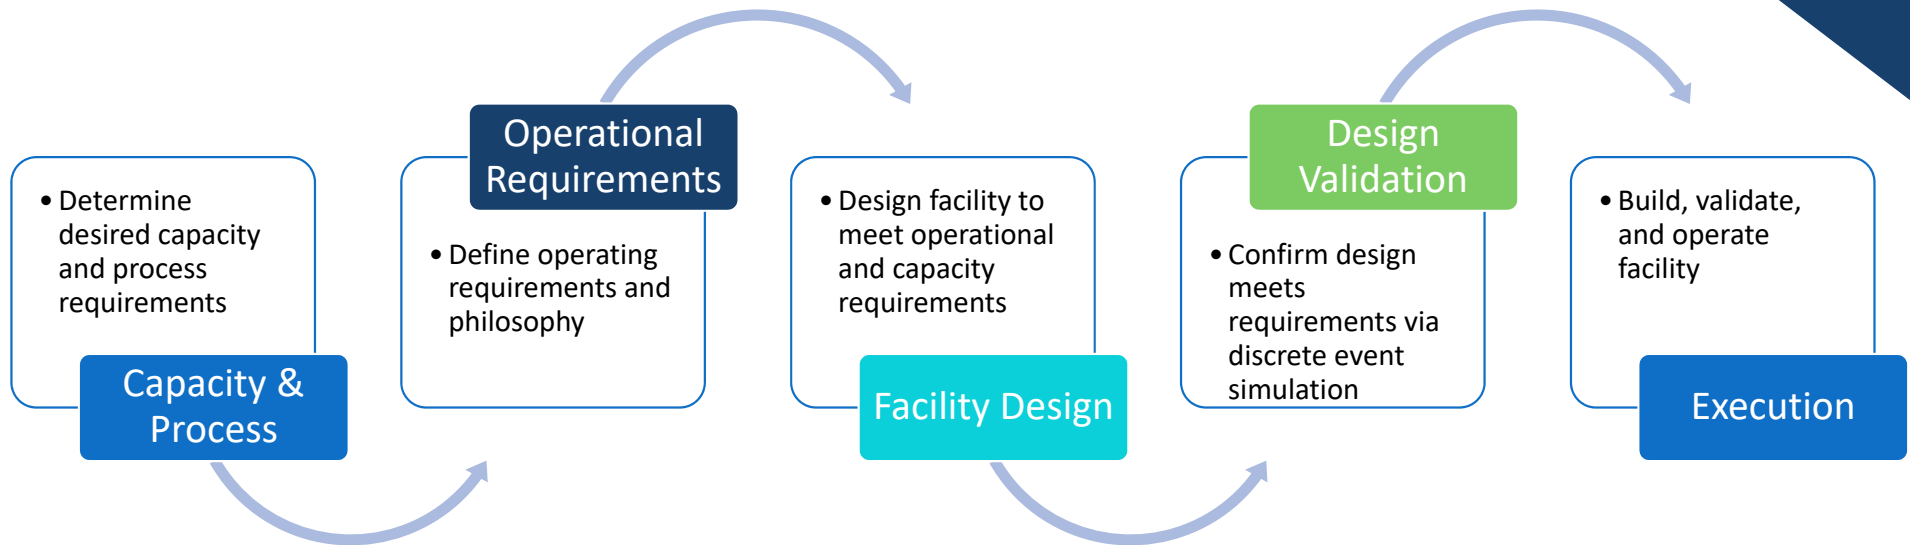 • Determine
desired capacity
and process
requirements
Capacity &
Process
Operational
Requirements
• Define operating
requirements and
philosophy
• Design facility to
meet operational
and capacity
requirements
Facility Design
Design
Validation
• Confirm design
meets
requirements via
discrete event
simulation
• Build, validate,
and operate
facility
Execution